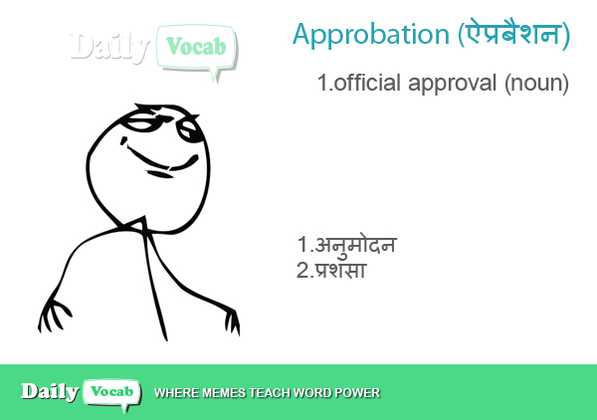 Daily Vocab
Approbation (ऐप्रबैशन)
1.official approval (noun)
1.अनुमोदन
2.प्रशंसा
Daily Vocab WHERE MEMES TEACH WORD POWER